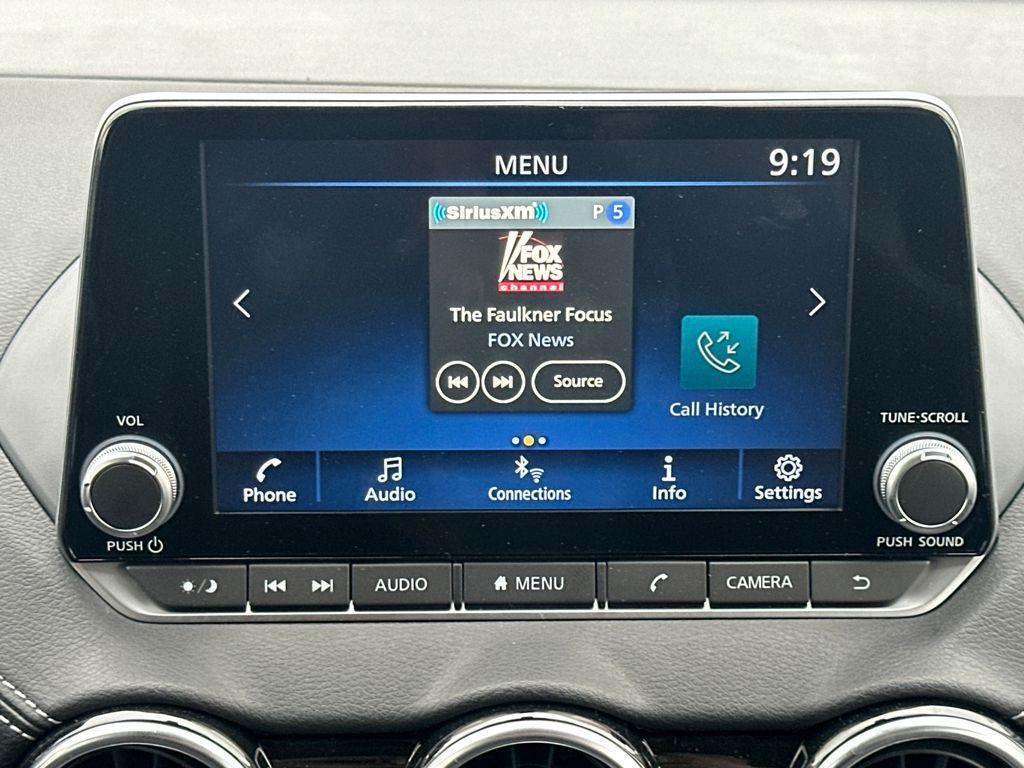 MENU
9:19
SiriusXM
P 5
FOX
NEWS
channel
The Faulkner Focus
FOX News
Source
Call History
VOL
TUNE·SCROLL
Phone
Audio
Connections
Info
Settings
PUSH
PUSH SOUND
AUDIO
MENU
CAMERA